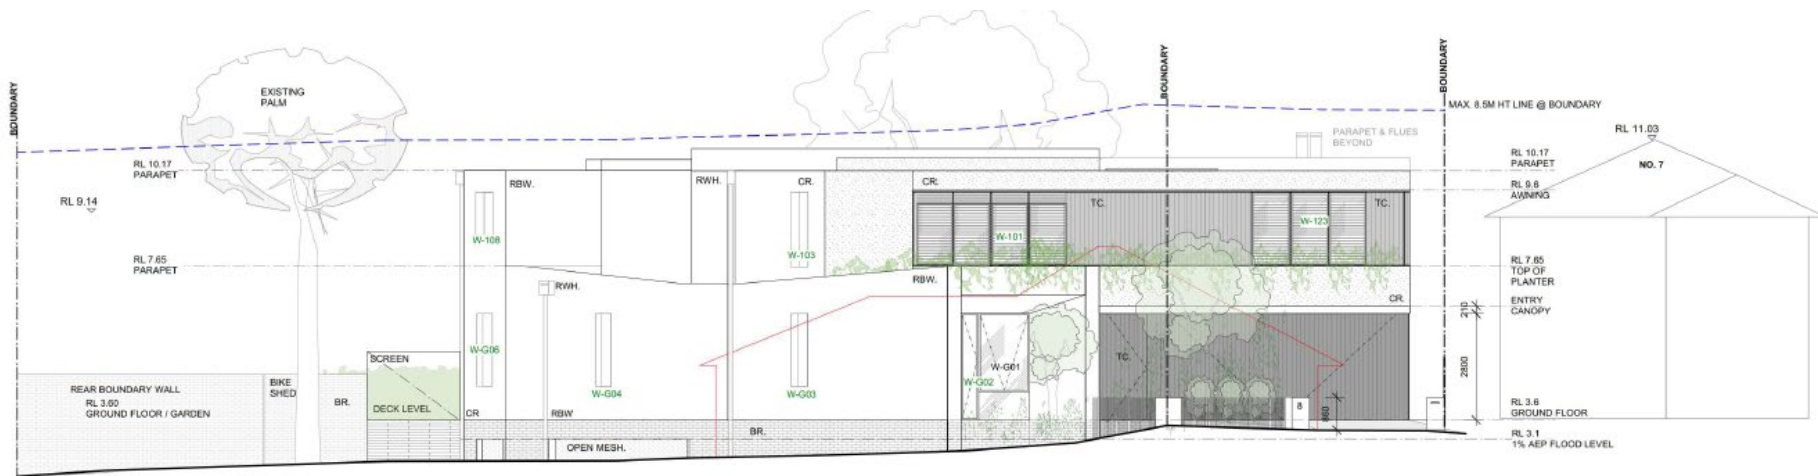 BOUNDARY
EXISTING
PALM
RL 10.17
PARAPET
RL 9.14
RL 7.65
PARAPET
REAR BOUNDARY WALL
RL 3.60
GROUND FLOOR / GARDEN
BIKE
SHED
BR.
SCREEN
DECK LEVEL
CR
RBW.
W-108
W-G06
RWH.
W-G04
RBW
OPEN MESH.
RWH.
CR.
W-103
W-G03
BR.
RBW.
CR.
W-101
TC.
W-123
TC.
CR.
W-G02
W-G01
TC.
8
860
BOUNDARY
PARAPET & FLUES
BEYOND
BOUNDARY
MAX. 8.5M HT LINE @ BOUNDARY
RL 10.17
PARAPET
RL 9.6
AWNING
RL 7.65
TOP OF
PLANTER
ENTRY
CANOPY
210
2800
RL 3.6
GROUND FLOOR
RL 3.1
1% AEP FLOOD LEVEL
RL 11.03
NO. 7